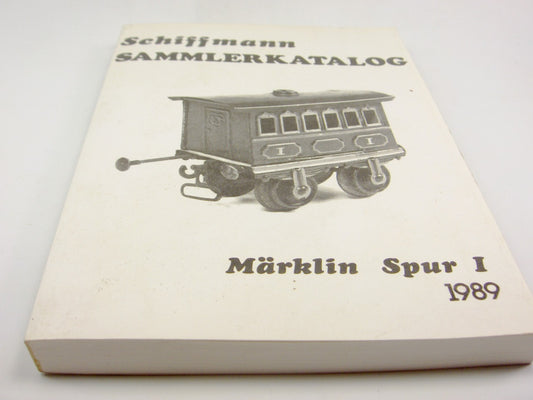 Schiffmann
SAMMLERKATALOG
I I
Märklin Spur I
1989